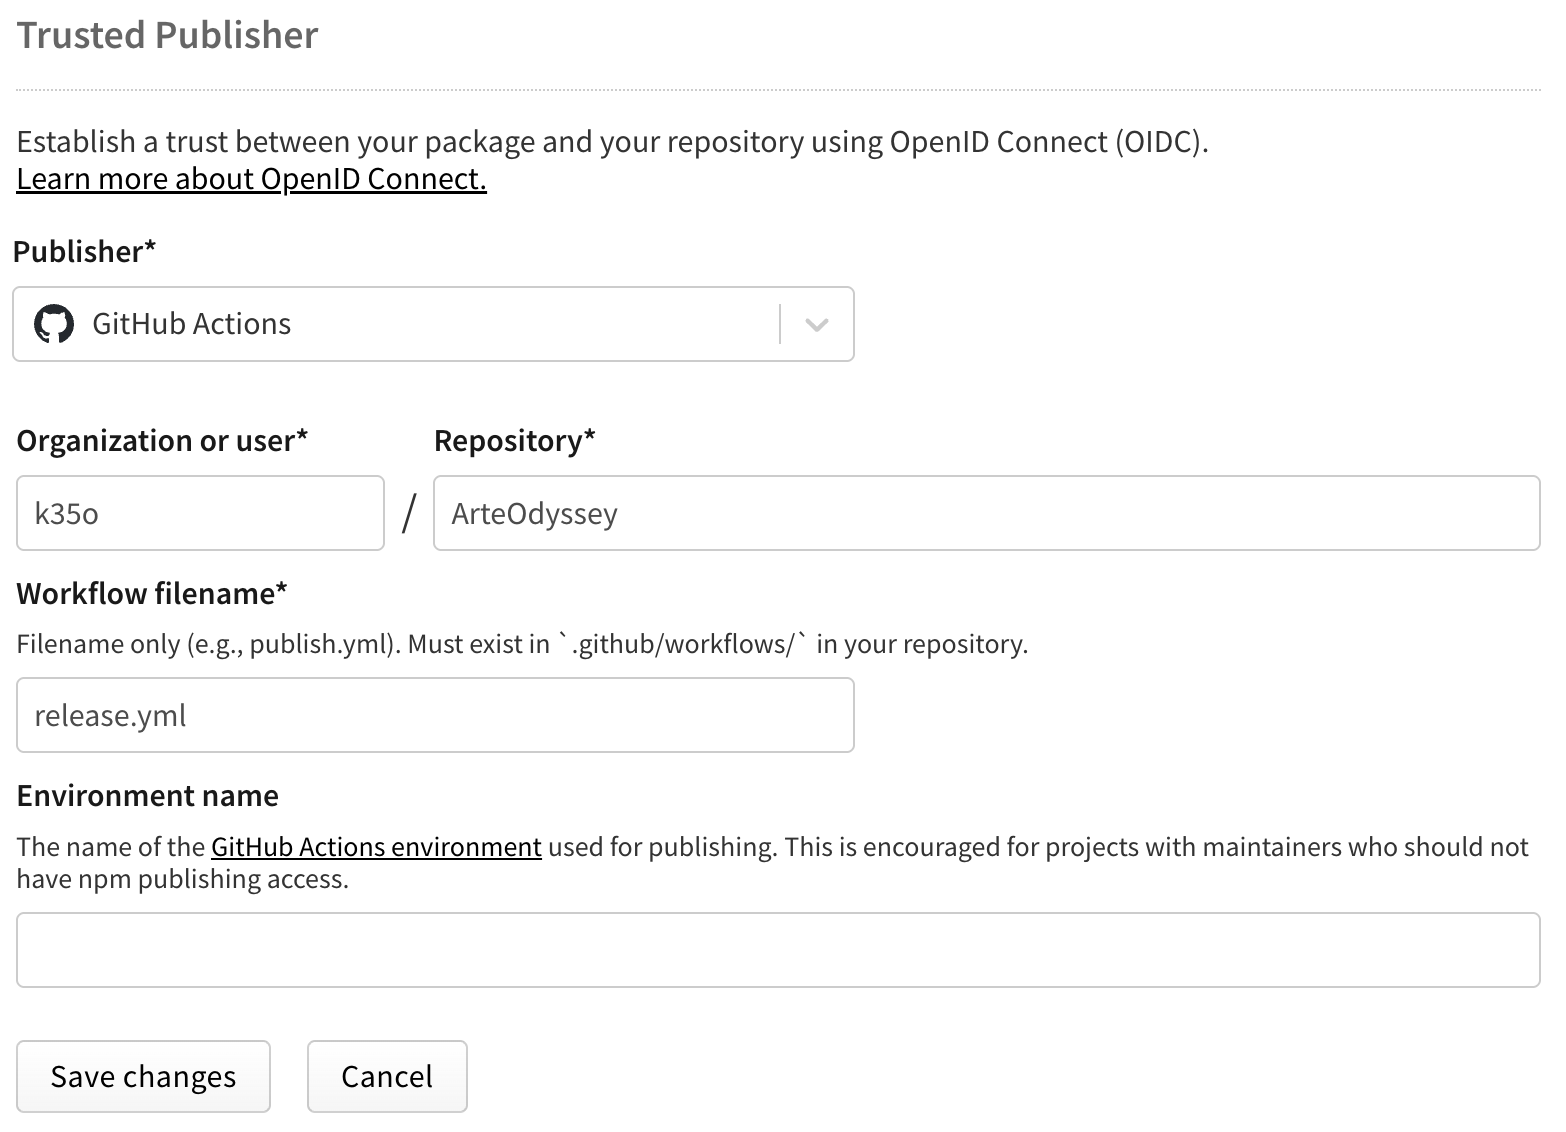 Trusted Publisher
Establish a trust between your package and your repository using OpenID Connect (OIDC).
Learn more about OpenID Connect.
Publisher*
GitHub Actions
Organization or user* Repository*
k35o / ArteOdyssey
Workflow filename*
Filename only (e.g., publish.yml). Must exist in `.github/workflows/` in your repository.
release.yml
Environment name
The name of the GitHub Actions environment used for publishing. This is encouraged for projects with maintainers who should not
have npm publishing access.
Save changes Cancel